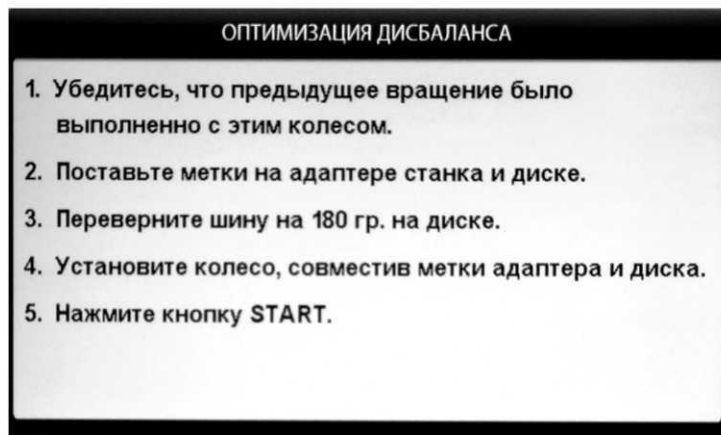 ОПТИМИЗАЦИЯ ДИСБАЛАНСА
1. Убедитесь, что предыдущее вращение было
выполненно с этим колесом.
2. Поставьте метки на адаптере станка и диске.
3. Переверните шину на 180 гр. на диске.
4. Установите колесо, совместив метки адаптера и диска.
5. Нажмите кнопку START.